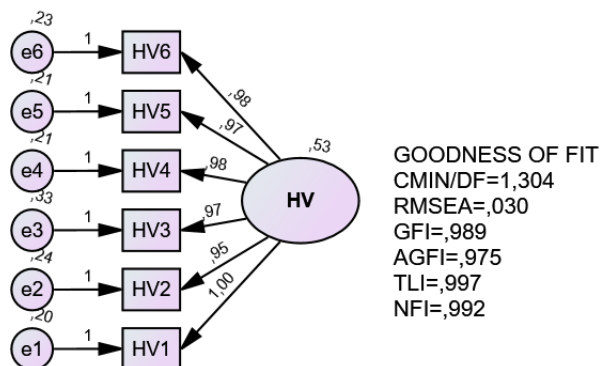 ,23
e6 1 HV6
,98
,21
e5 1 HV5
,97
,21
e4 1 HV4
,98
,53
HV
,33
e3 1 HV3
,97
,24
e2 1 HV2
,95
,20
e1 1 HV1
1,00
GOODNESS OF FIT
CMIN/DF=1,304
RMSEA=,030
GFI=,989
AGFI=,975
TLI=,997
NFI=,992